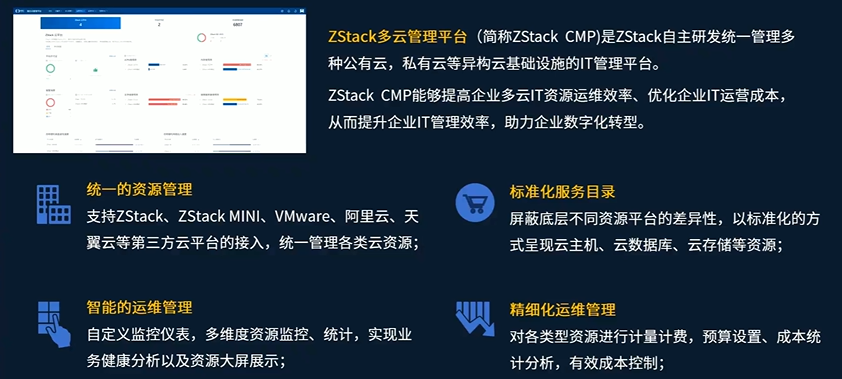 ZStack多云管理平台（简称ZStack CMP)是ZStack自主研发统一管理多
种公有云，私有云等异构云基础设施的IT管理平台。
ZStack CMP能够提高企业多云IT资源运维效率、优化企业IT运营成本，
从而提升企业IT管理效率，助力企业数字化转型。
统一的资源管理
支持ZStack、ZStack MINI、VMware、阿里云、天
翼云等第三方云平台的接入，统一管理各类云资源；
标准化服务目录
屏蔽底层不同资源平台的差异性，以标准化的方
式呈现云主机、云数据库、云存储等资源；
智能的运维管理
自定义监控仪表，多维度资源监控、统计，实现业
务健康分析以及资源大屏展示；
精细化运维管理
对各类型资源进行计量计费，预算设置、成本统
计分析，有效成本控制；